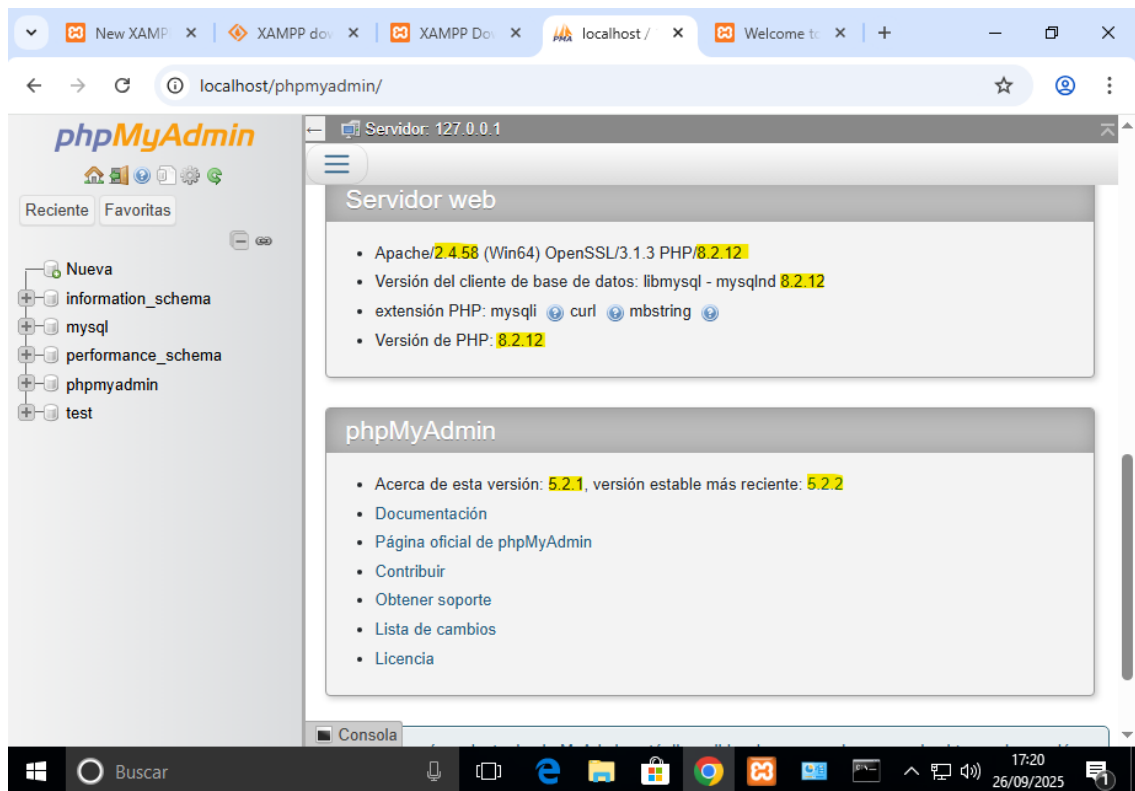 New XAMP
XAMPP dov
XAMPP Dov
localhost /
Welcome to
localhost/phpmyadmin/
phpMyAdmin
Reciente Favoritas
Nueva
information_schema
mysql
performance_schema
phpmyadmin
test
Servidor: 127.0.0.1
Servidor web
Apache/2.4.58 (Win64) OpenSSL/3.1.3 PHP/8.2.12
Versión del cliente de base de datos: libmysql - mysqlnd 8.2.12
extensión PHP: mysqli curl mbstring
Versión de PHP: 8.2.12
phpMyAdmin
Acerca de esta versión: 5.2.1, versión estable más reciente: 5.2.2
Documentación
Página oficial de phpMyAdmin
Contribuir
Obtener soporte
Lista de cambios
Licencia
Consola
Buscar
17:20
26/09/2025
1